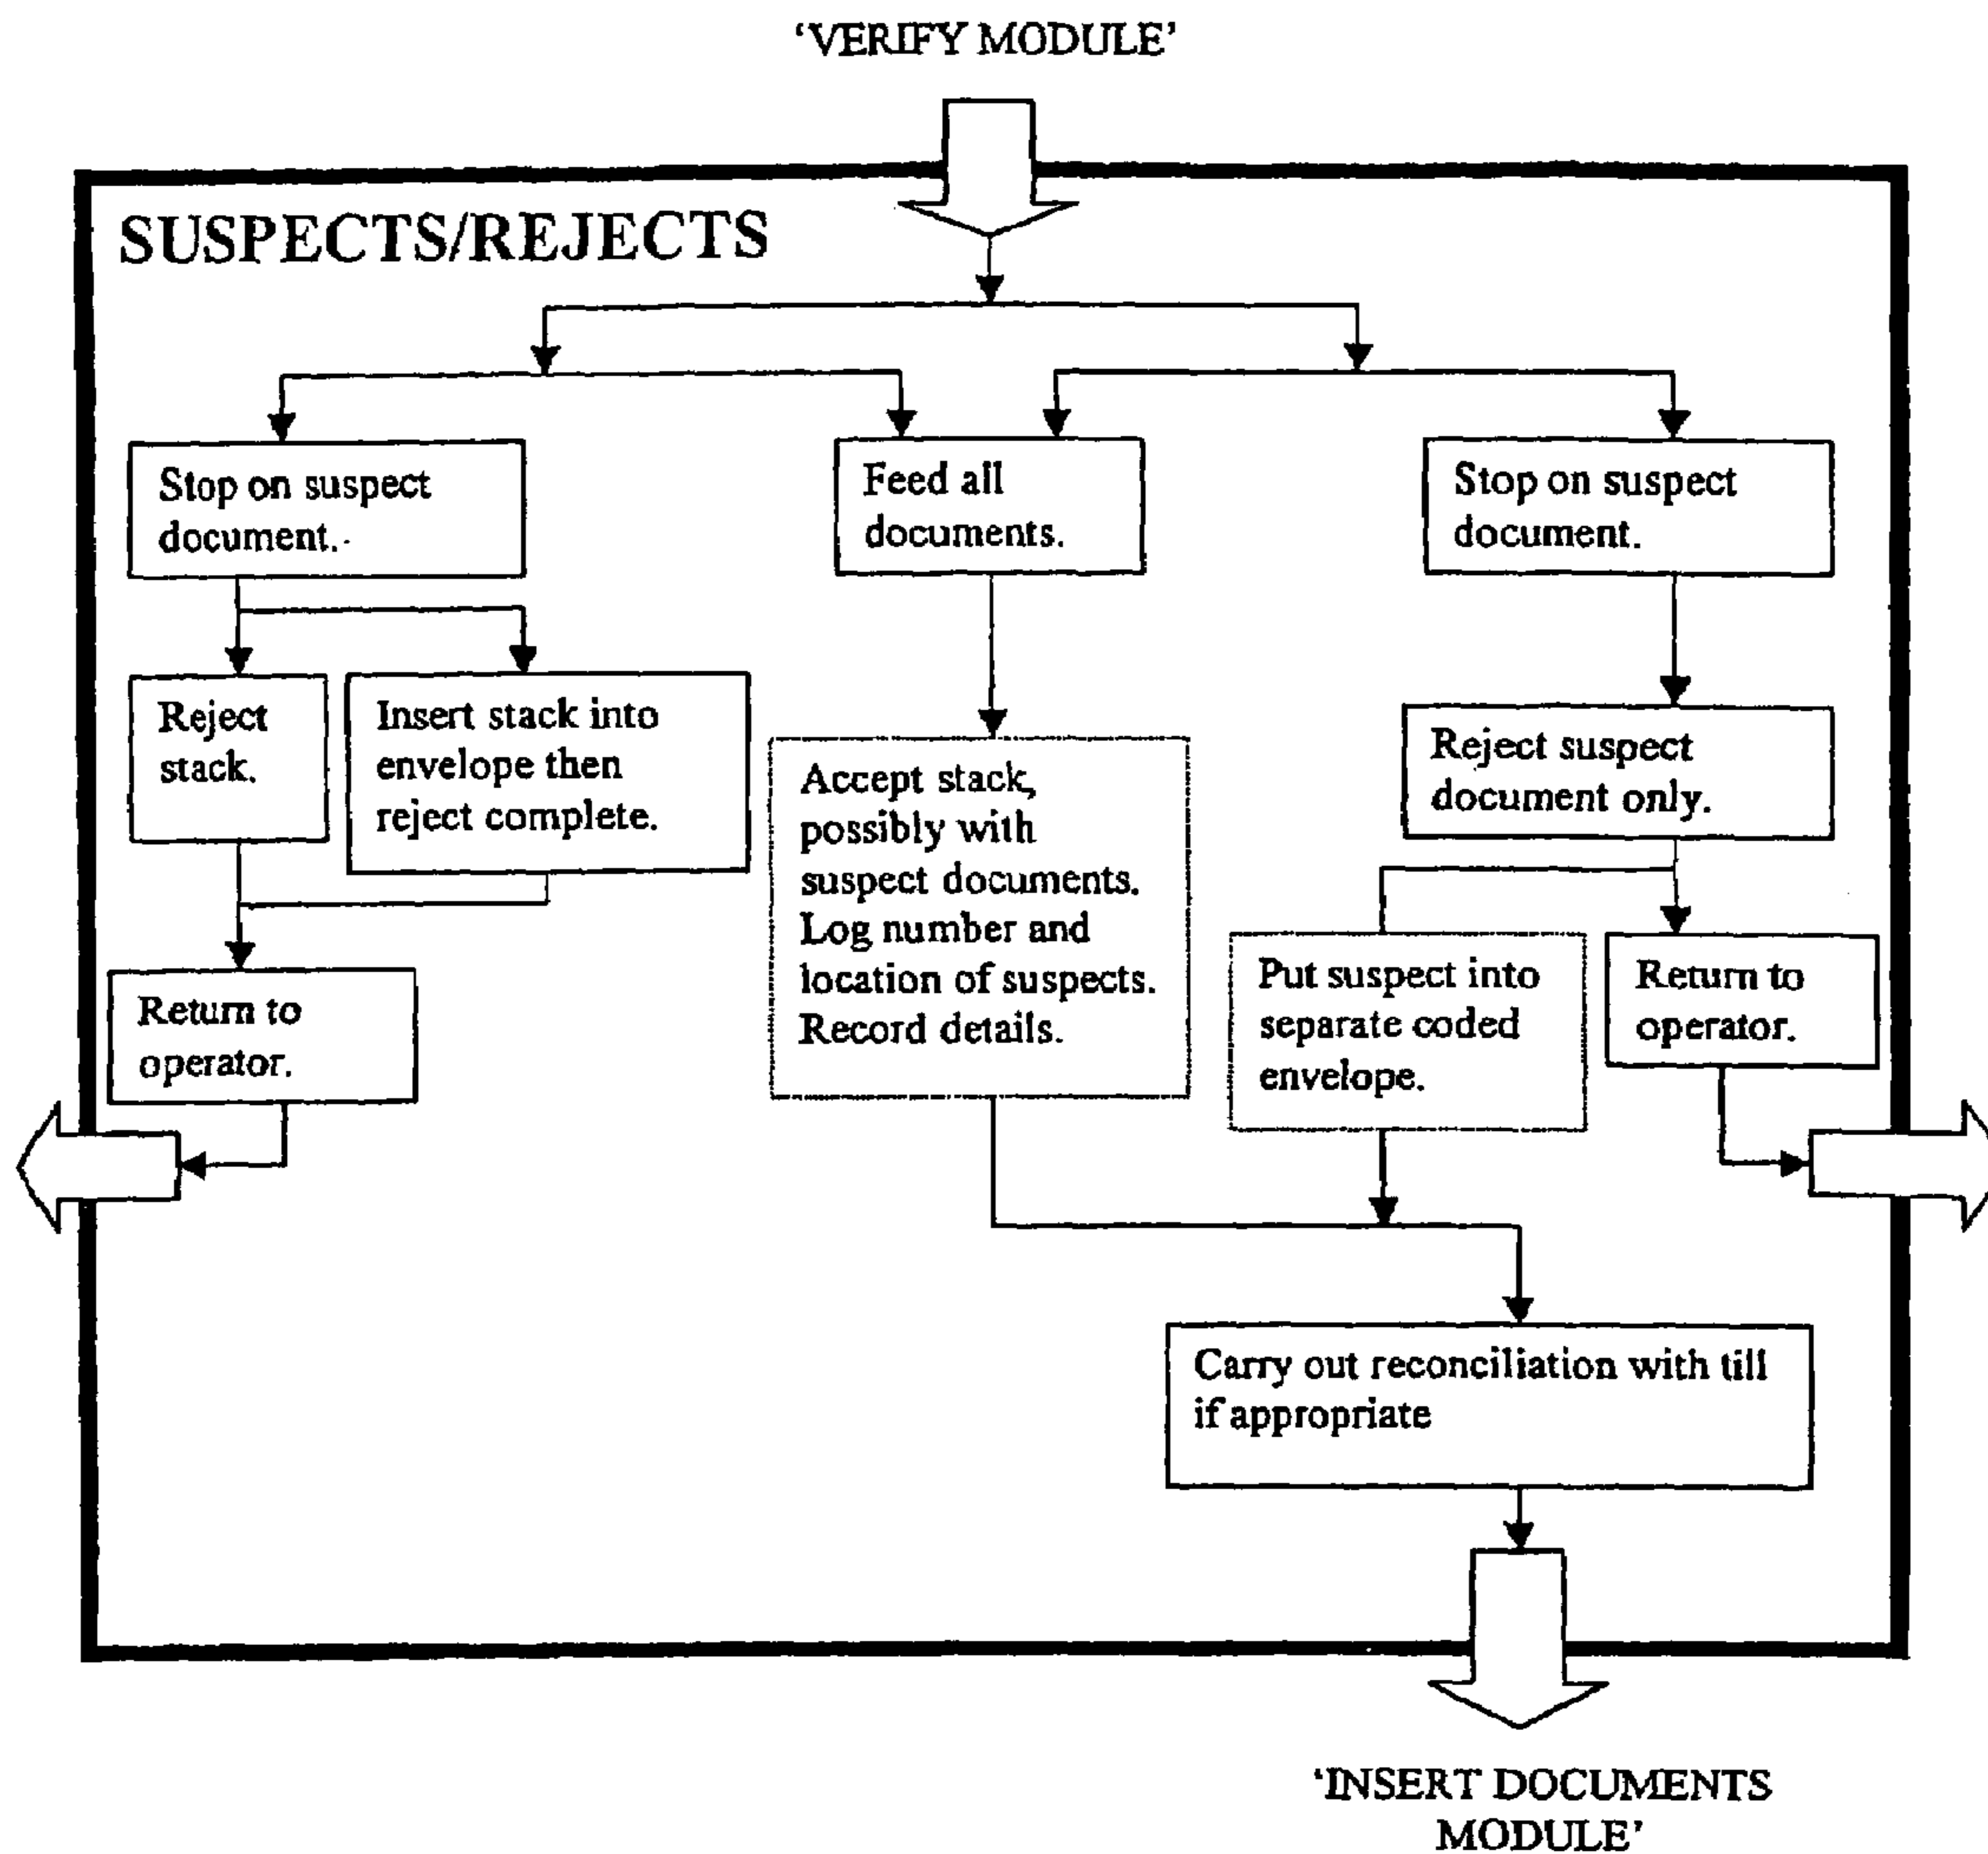 ‘VERIFY MODULE’
SUSPECTS/REJECTS
Stop on suspect
document.
Feed all
documents.
Stop on suspect
document.
Reject
stack.
Insert stack into
envelope then
reject complete.
Accept stack,
possibly with
suspect documents.
Log number and
location of suspects.
Record details.
Reject suspect
document only.
Return to
operator.
Put suspect into
separate coded
envelope.
Return to
operator.
Carry out reconciliation with till
if appropriate
‘INSERT DOCUMENTS
MODULE’